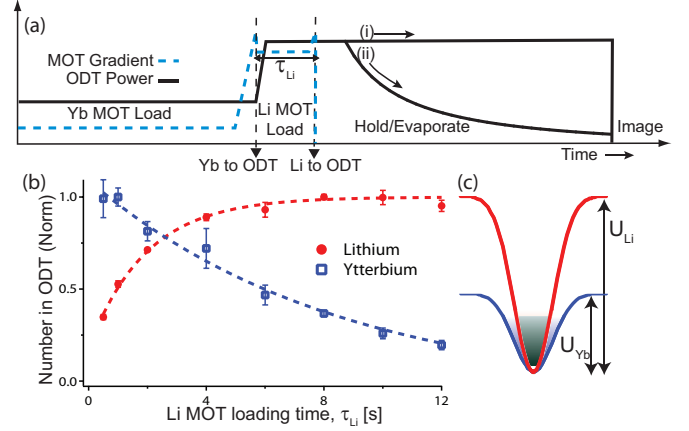 (a)
MOT Gradient
ODT Power
Yb MOT Load
τLi
Li MOT
Load
(i)
(ii)
Hold/Evaporate
Image
Yb to ODT
Li to ODT
Time
(b)
Number in ODT (Norm)
1.0
0.5
0.0
Lithium
Ytterbium
0
4
8
12
Li MOT loading time, τLi [s]
(c)
ULi
UYb